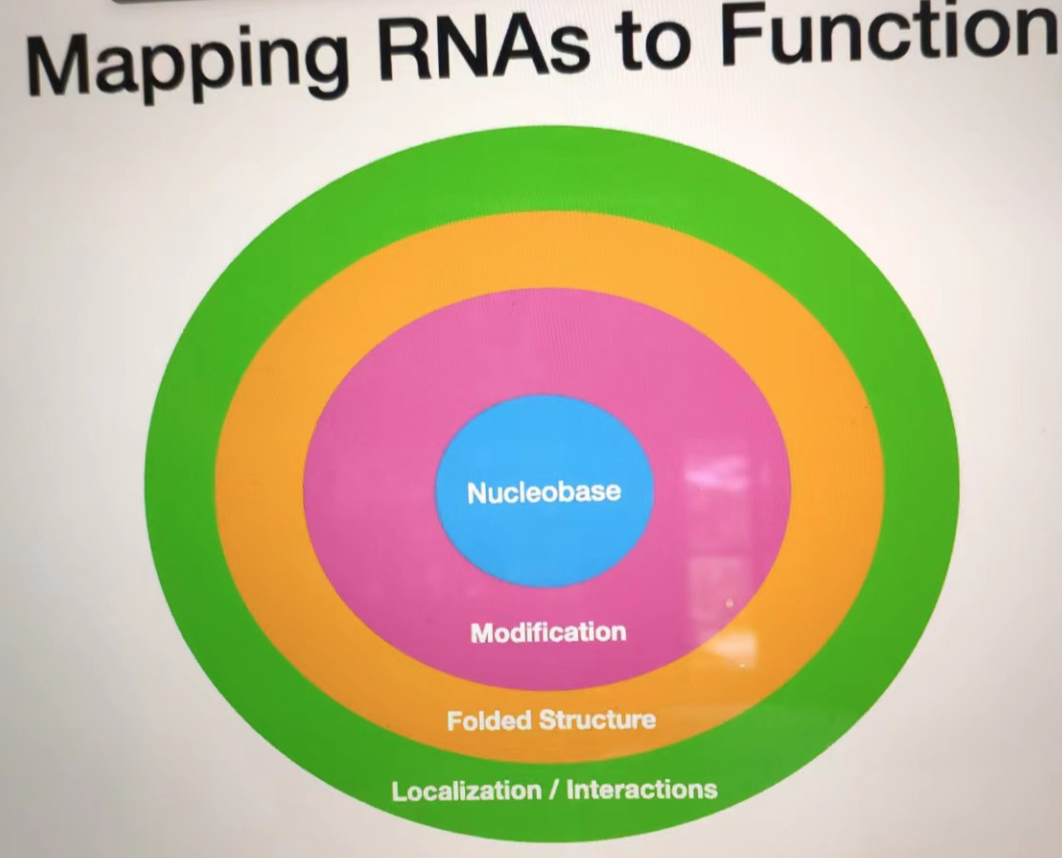 Mapping RNAs to Function
Nucleobase
Modification
Folded Structure
Localization / Interactions